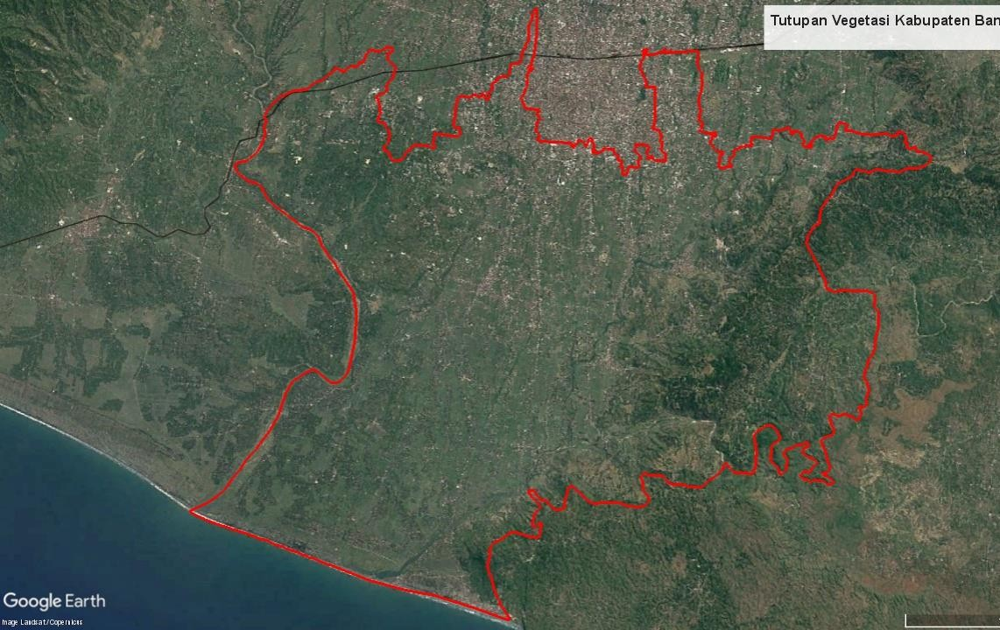 Tutupan Vegetasi Kabupaten Ban
Google Earth
Image Landsat / Copernicus